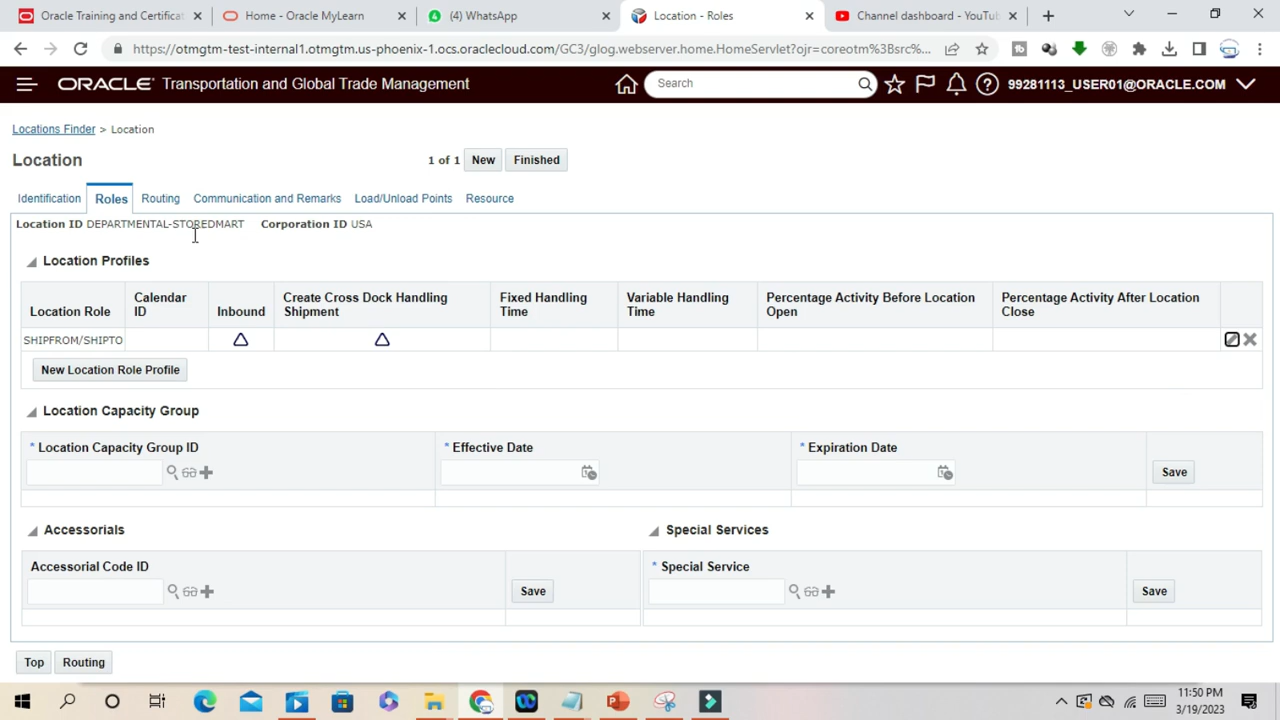 Oracle Training and Certificat
Home - Oracle MyLearn
(4) WhatsApp
Location - Roles
Channel dashboard - YouTu
https://otmgtm-test-internal1.otmgtm.us-phoenix-1.ocs.oraclecloud.com/GC3/glog.webserver.home.HomeServlet?ojr=coreotm%3Bsrc%...
ORACLE Transportation and Global Trade Management
Search
99281113_USER01@ORACLE.COM
Locations Finder > Location
Location
1 of 1 New Finished
Identification Roles Routing Communication and Remarks Load/Unload Points Resource
Location ID DEPARTMENTAL-STOREDMART Corporation ID USA
Location Profiles
Location Role Calendar ID Inbound Create Cross Dock Handling Shipment Fixed Handling Time Variable Handling Time Percentage Activity Before Location Open Percentage Activity After Location Close
SHIPFROM/SHIPTO
New Location Role Profile
Location Capacity Group
* Location Capacity Group ID * Effective Date * Expiration Date
Save
Accessorials Special Services
Accessorial Code ID * Special Service
Save Save
Top Routing
11:50 PM
3/19/2023